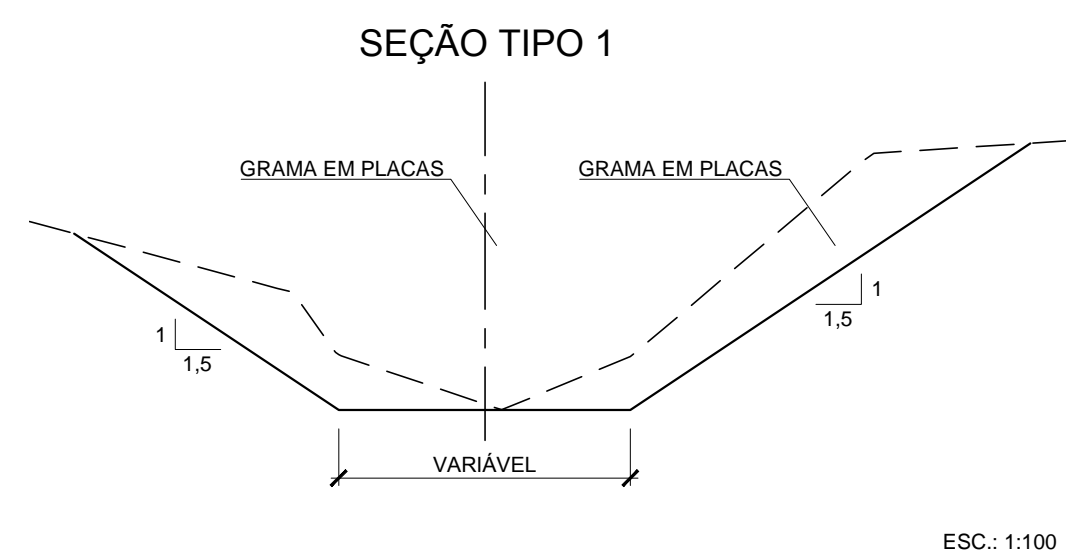 SEÇÃO TIPO 1
GRAMA EM PLACAS
GRAMA EM PLACAS
1
1,5
1
1,5
VARIÁVEL
ESC.: 1:100